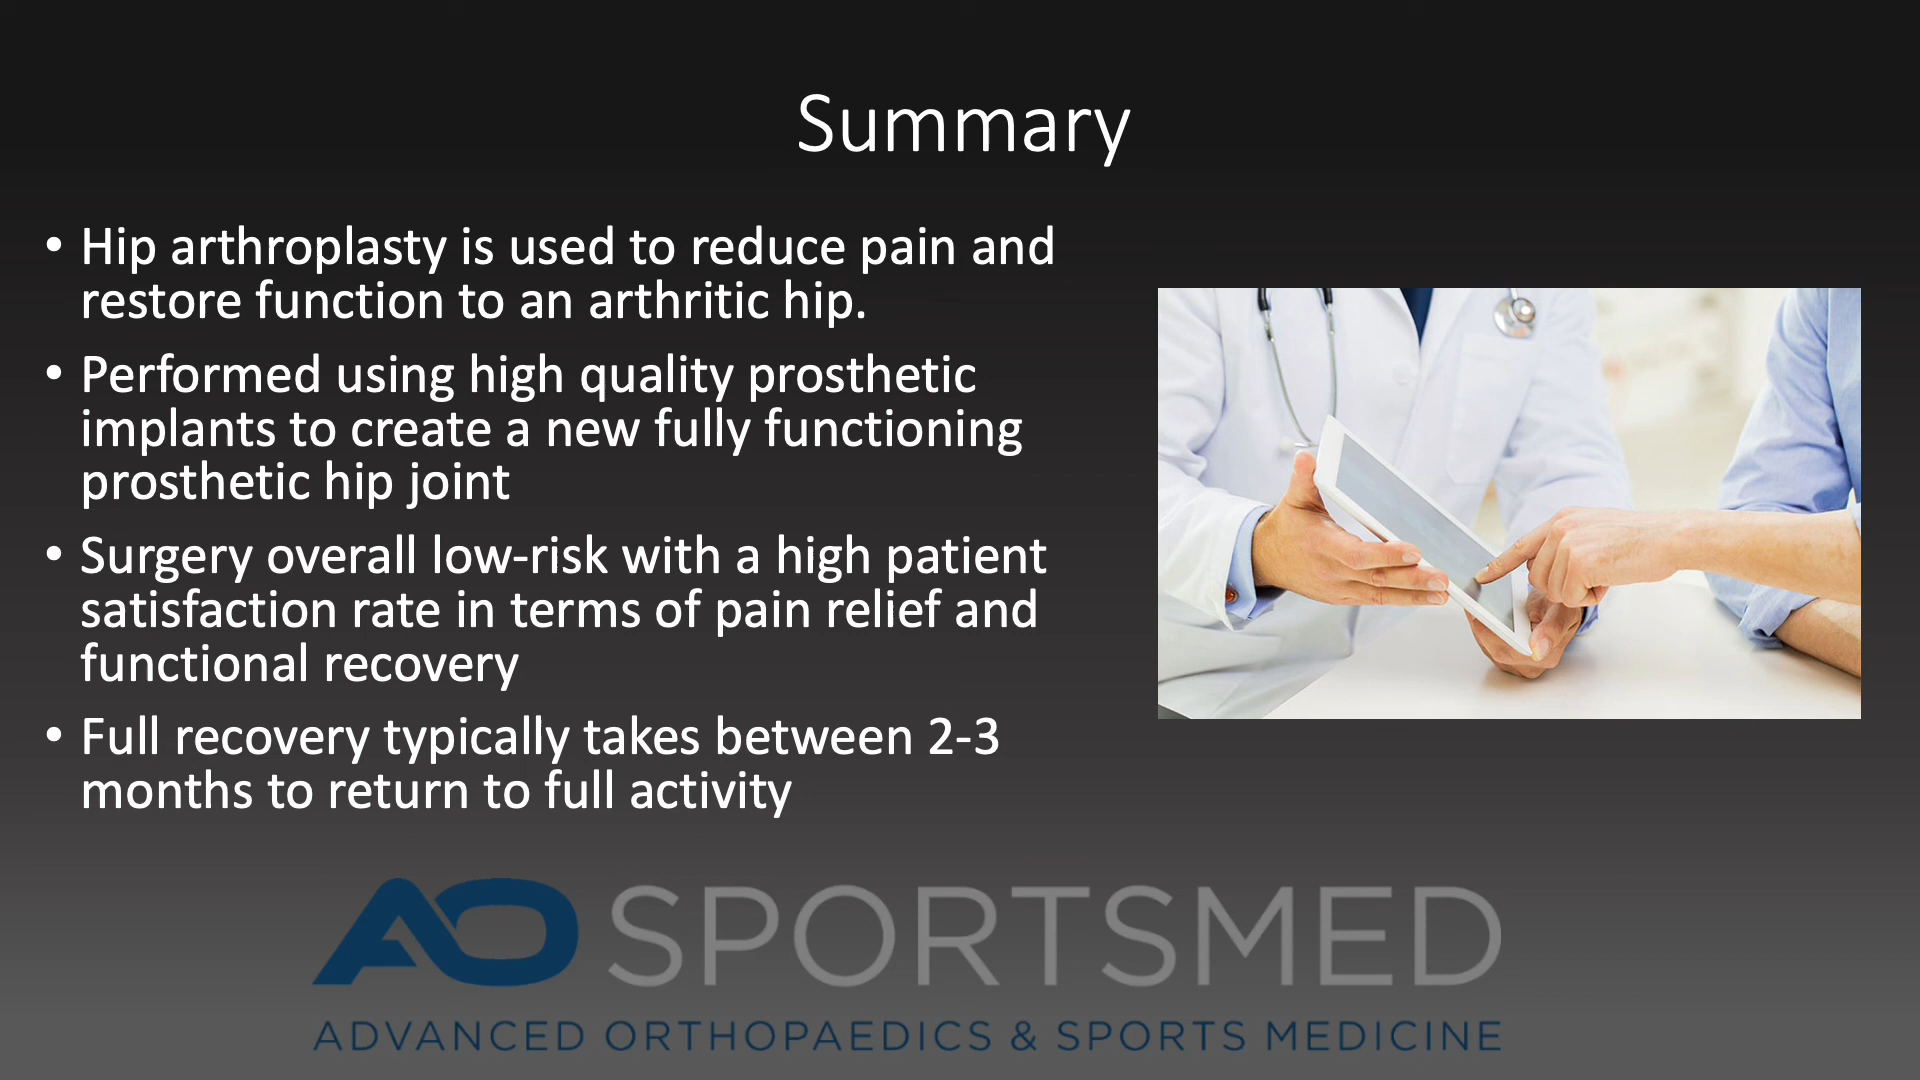 Summary
• Hip arthroplasty is used to reduce pain and
restore function to an arthritic hip.
• Performed using high quality prosthetic
implants to create a new fully functioning
prosthetic hip joint
• Surgery overall low-risk with a high patient
satisfaction rate in terms of pain relief and
functional recovery
• Full recovery typically takes between 2-3
months to return to full activity
AO SPORTSMED
ADVANCED ORTHOPAEDICS & SPORTS MEDICINE